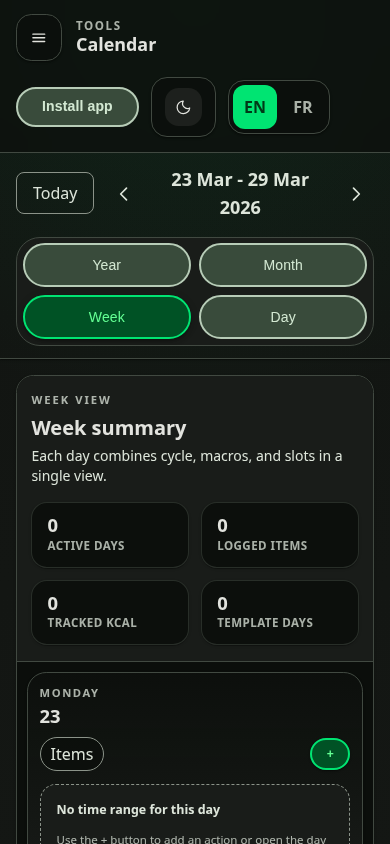 TOOLS
Calendar
Install app
EN FR
Today
23 Mar - 29 Mar
2026
Year Month
Week Day
WEEK VIEW
Week summary
Each day combines cycle, macros, and slots in a
single view.
0 0
ACTIVE DAYS LOGGED ITEMS
0 0
TRACKED KCAL TEMPLATE DAYS
MONDAY
23
Items +
No time range for this day
Use the + button to add an action or open the day